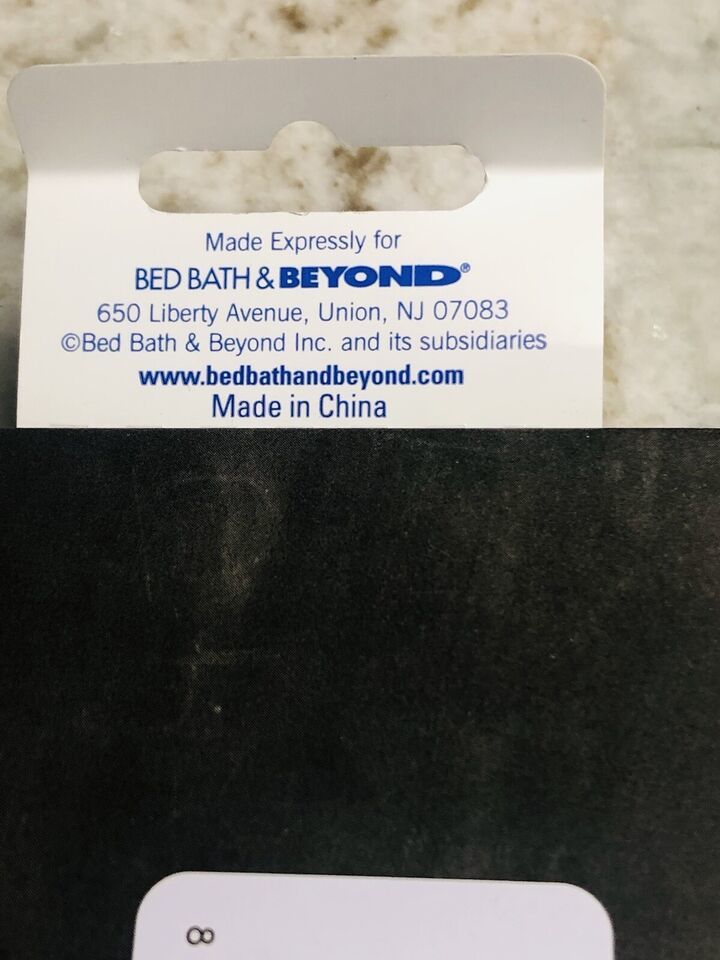 Made Expressly for
BED BATH & BEYOND®
650 Liberty Avenue, Union, NJ 07083
©Bed Bath & Beyond Inc. and its subsidiaries
www.bedbathandbeyond.com
Made in China
8